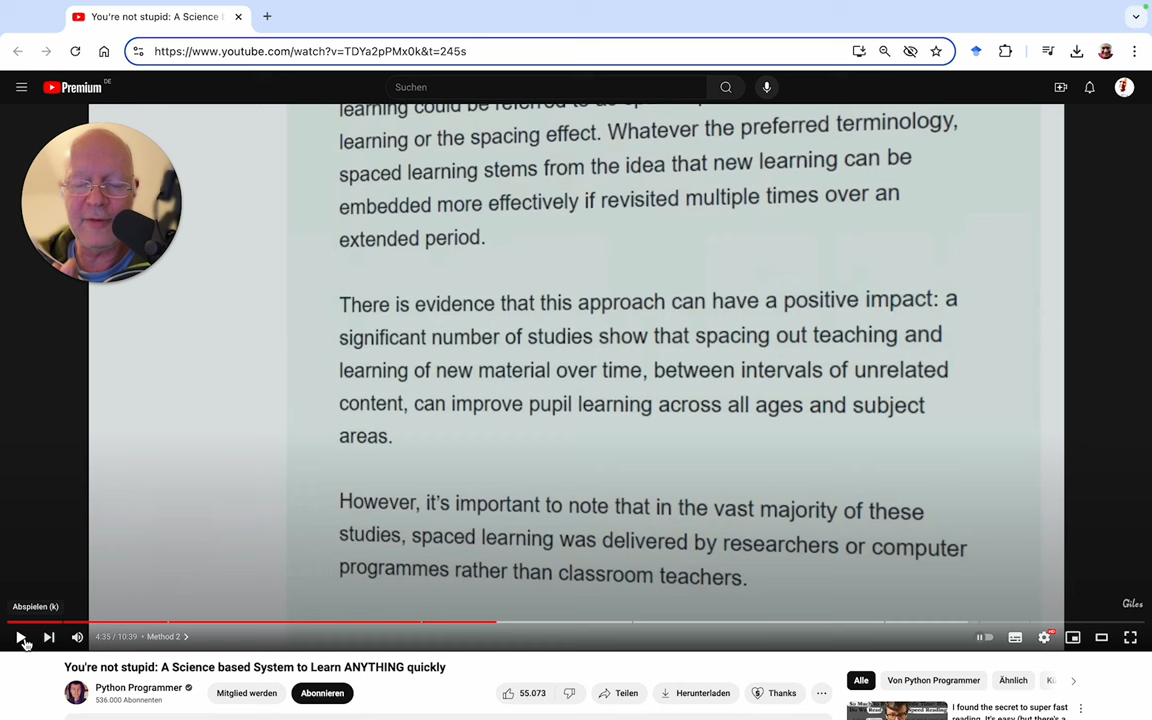 You're not stupid: A Science
https://www.youtube.com/watch?v=TDYa2pPMx0k&t=245s
Premium DE
Suchen
learning could be referred to as
learning or the spacing effect. Whatever the preferred terminology,
spaced learning stems from the idea that new learning can be
embedded more effectively if revisited multiple times over an
extended period.
There is evidence that this approach can have a positive impact: a
significant number of studies show that spacing out teaching and
learning of new material over time, between intervals of unrelated
content, can improve pupil learning across all ages and subject
areas.
However, it's important to note that in the vast majority of these
studies, spaced learning was delivered by researchers or computer
programmes rather than classroom teachers.
Giles
Abspielen (k)
4:35 / 10:39 • Method 2
HD
You're not stupid: A Science based System to Learn ANYTHING quickly
Python Programmer
536.000 Abonnenten
Mitglied werden
Abonnieren
55.073
Teilen
Herunterladen
Thanks
Alle
Von Python Programmer
Ähnlich
I found the secret to super fast
reading. It's easy (but there's a